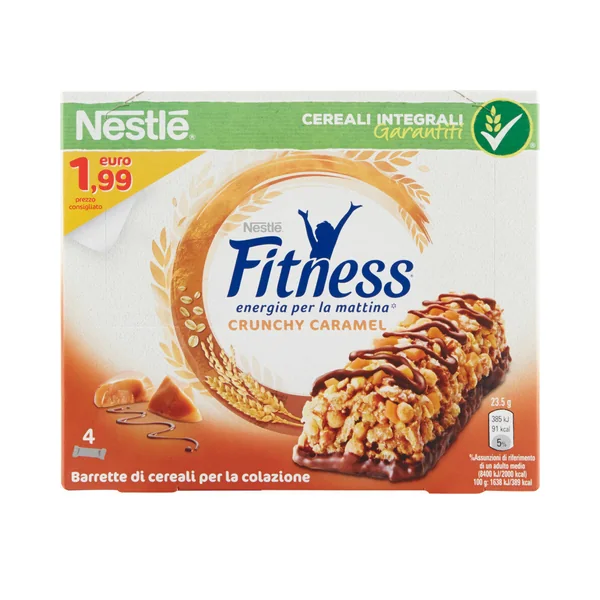 Nestlé®
CEREALI INTEGRALI
Garantiti
euro
1,99
prezzo
consigliato
Nestlé
Fitness®
energia per la mattina*
CRUNCHY CARAMEL
23.5 g
385 kJ
91 kcal
5%
4
Barrette di cereali per la colazione
%Assunzioni di riferimento
di un adulto medio
(8400 kJ/2000 kcal)
100 g: 1638 kJ/389 kcal